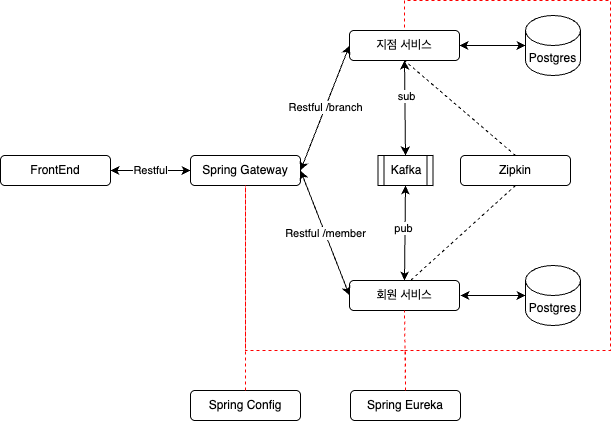 지점 서비스
Postgres
Restful /branch
sub
FrontEnd
Restful
Spring Gateway
Kafka
Zipkin
Restful /member
pub
회원 서비스
Postgres
Spring Config
Spring Eureka